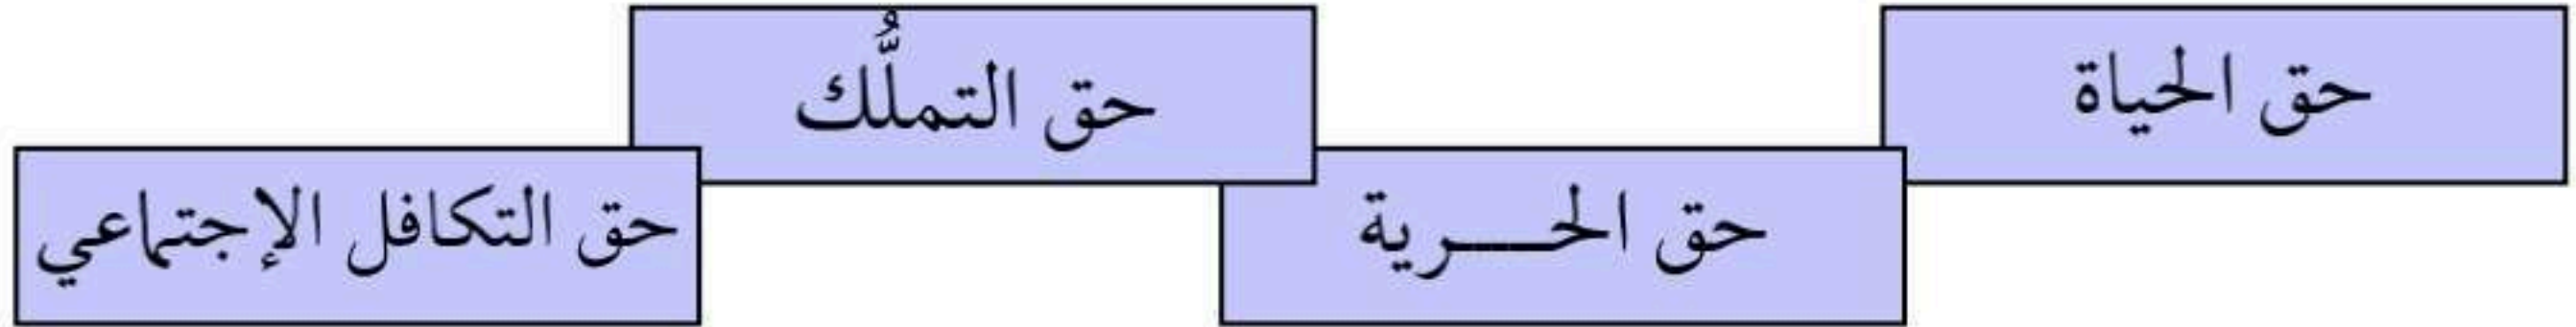 حق الحياة
حق الحـــرية
حق التملُّك
حق التكافل الإجتماعي